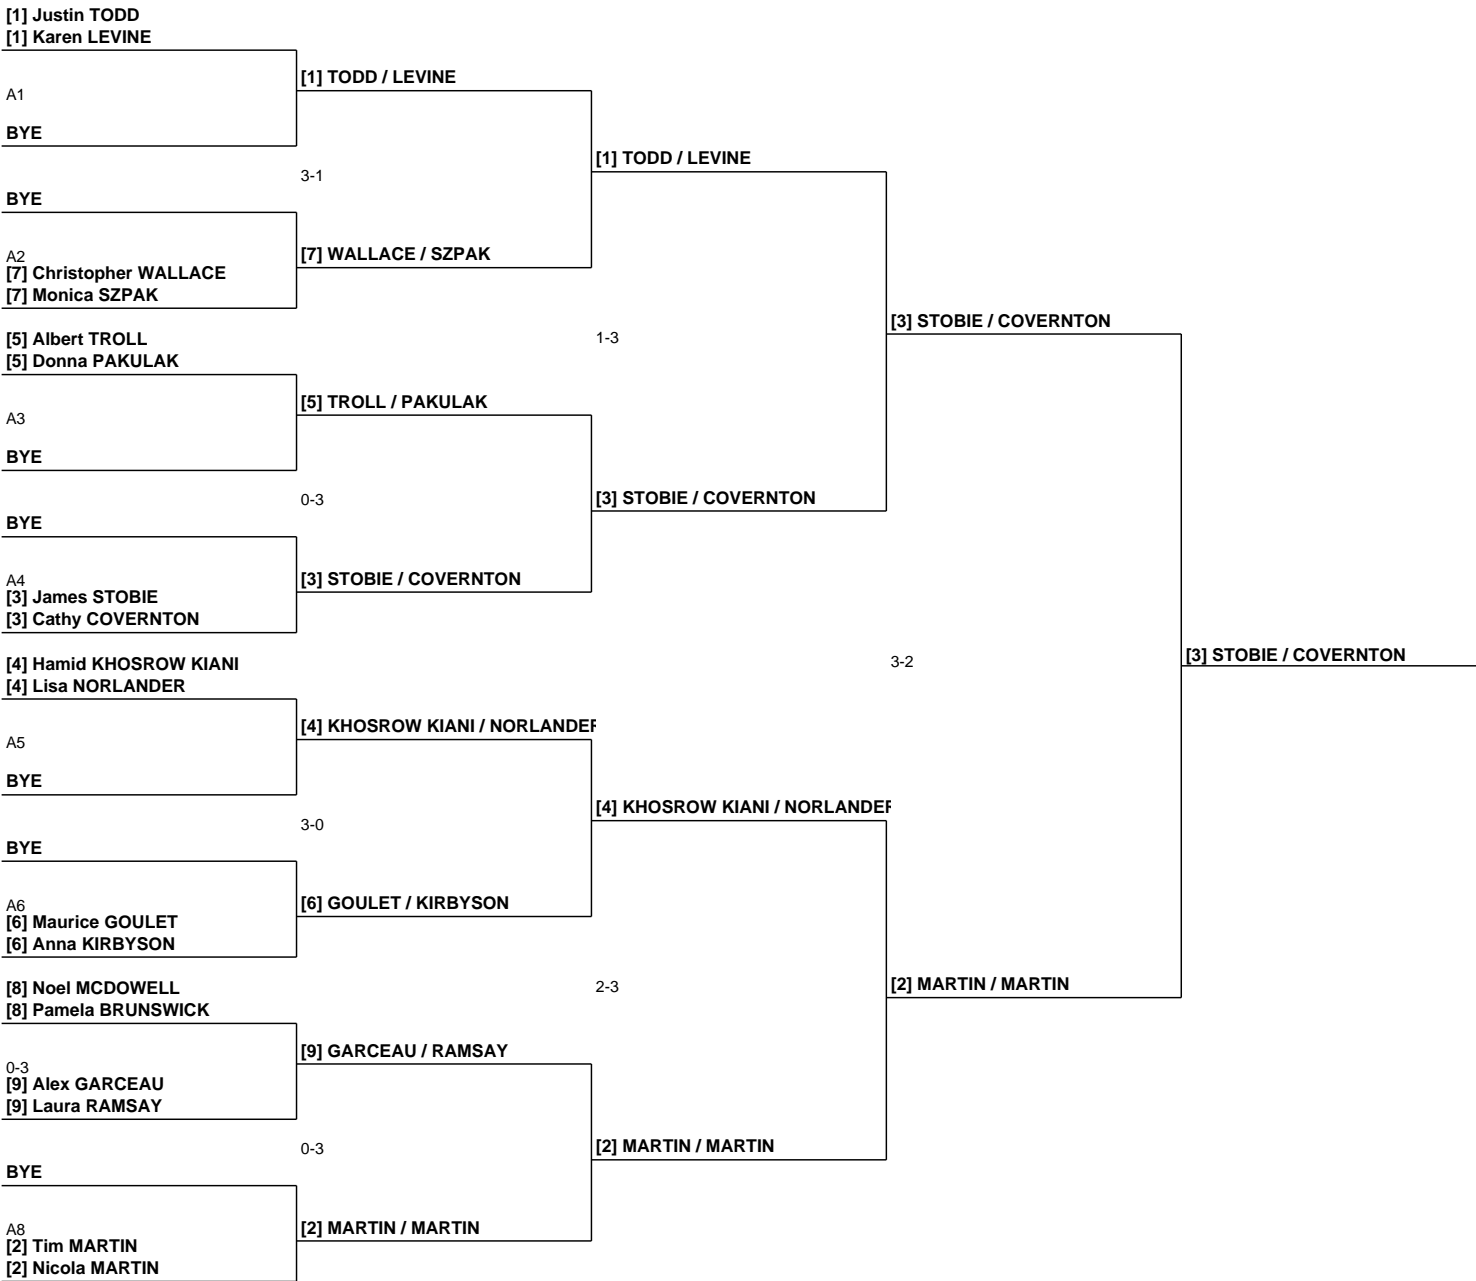 [1] Justin TODD
[1] Karen LEVINE
[1] TODD / LEVINE
A1
BYE
[1] TODD / LEVINE
3-1
BYE
A2
[7] WALLACE / SZPAK
[7] Christopher WALLACE
[7] Monica SZPAK
[3] STOBIE / COVERNTON
[5] Albert TROLL
1-3
[5] Donna PAKULAK
[5] TROLL / PAKULAK
A3
BYE
0-3
[3] STOBIE / COVERNTON
BYE
A4
[3] STOBIE / COVERNTON
[3] James STOBIE
[3] Cathy COVERNTON
[4] Hamid KHOSROW KIANI
3-2
[3] STOBIE / COVERNTON
[4] Lisa NORLANDER
[4] KHOSROW KIANI / NORLANDER
A5
BYE
[4] KHOSROW KIANI / NORLANDER
3-0
BYE
A6
[6] GOULET / KIRBYSON
[6] Maurice GOULET
[6] Anna KIRBYSON
[8] Noel MCDOWELL
2-3
[2] MARTIN / MARTIN
[8] Pamela BRUNSWICK
[9] GARCEAU / RAMSAY
0-3
[9] Alex GARCEAU
[9] Laura RAMSAY
0-3
[2] MARTIN / MARTIN
BYE
A8
[2] MARTIN / MARTIN
[2] Tim MARTIN
[2] Nicola MARTIN